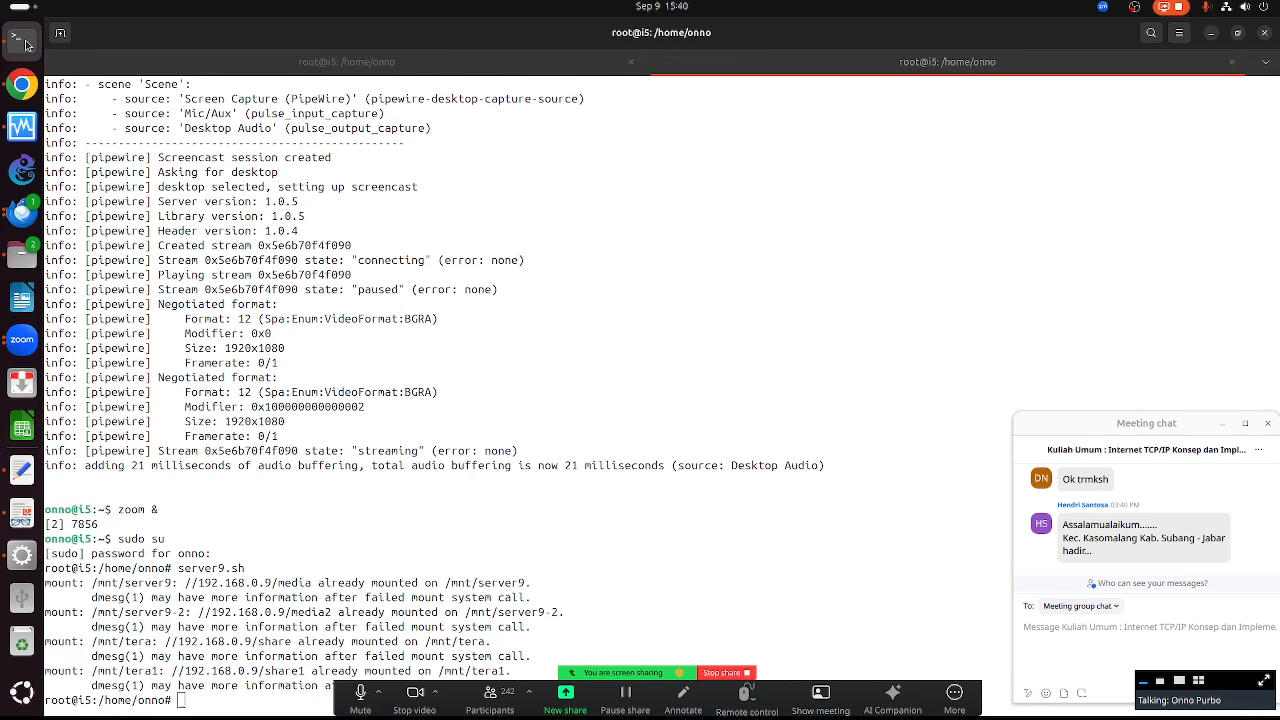 Sep 9 15:40
zm
root@i5: /home/onno
root@i5: /home/onno
root@i5: /home/onno
info: - scene 'Scene':
info:     - source: 'Screen Capture (PipeWire)' (pipewire-desktop-capture-source)
info:     - source: 'Mic/Aux' (pulse_input_capture)
info:     - source: 'Desktop Audio' (pulse_output_capture)
info: ------------------------------------------------
info: [pipewire] Screencast session created
info: [pipewire] Asking for desktop
info: [pipewire] desktop selected, setting up screencast
info: [pipewire] Server version: 1.0.5
info: [pipewire] Library version: 1.0.5
info: [pipewire] Header version: 1.0.4
info: [pipewire] Created stream 0x5e6b70f4f090
info: [pipewire] Stream 0x5e6b70f4f090 state: "connecting" (error: none)
info: [pipewire] Playing stream 0x5e6b70f4f090
info: [pipewire] Stream 0x5e6b70f4f090 state: "paused" (error: none)
info: [pipewire] Negotiated format:
info: [pipewire]     Format: 12 (Spa:Enum:VideoFormat:BGRA)
info: [pipewire]     Modifier: 0x0
info: [pipewire]     Size: 1920x1080
info: [pipewire]     Framerate: 0/1
info: [pipewire] Negotiated format:
info: [pipewire]     Format: 12 (Spa:Enum:VideoFormat:BGRA)
info: [pipewire]     Modifier: 0x100000000000002
info: [pipewire]     Size: 1920x1080
info: [pipewire]     Framerate: 0/1
info: [pipewire] Stream 0x5e6b70f4f090 state: "streaming" (error: none)
info: adding 21 milliseconds of audio buffering, total audio buffering is now 21 milliseconds (source: Desktop Audio)
onno@i5:~$ zoom &
[2] 7856
onno@i5:~$ sudo su
[sudo] password for onno:
root@i5:/home/onno# server9.sh
mount: /mnt/server9: //192.168.0.9/media already mounted on /mnt/server9.
       dmesg(1) may have more information after failed mount system call.
mount: /mnt/server9-2: //192.168.0.9/media2 already mounted on /mnt/server9-2.
       dmesg(1) may have more information after failed mount system call.
mount: /mnt/tera: //192.168.0.9/share already mounted on /mnt/tera.
       dmesg(1) may have more information after failed mount system call.
mount: /mnt/tera1: //192.168.0.9/share1 already mounted on /mnt/tera1.
       dmesg(1) may have more information a
root@i5:/home/onno#
1
2
zoom
Meeting chat
Kuliah Umum : Internet TCP/IP Konsep dan Impl...
DN
Ok trmksh
Hendri Santosa 03:40 PM
HS
Assalamualaikum.......
Kec. Kasomalang Kab. Subang - Jabar
hadir...
Who can see your messages?
To: Meeting group chat
Message Kuliah Umum : Internet TCP/IP Konsep dan Impleme.
Talking: Onno Purbo
You are screen sharing
Stop share
242
Mute
Stop video
Participants
New share
Pause share
Annotate
Remote control
Show meeting
AI Companion
More